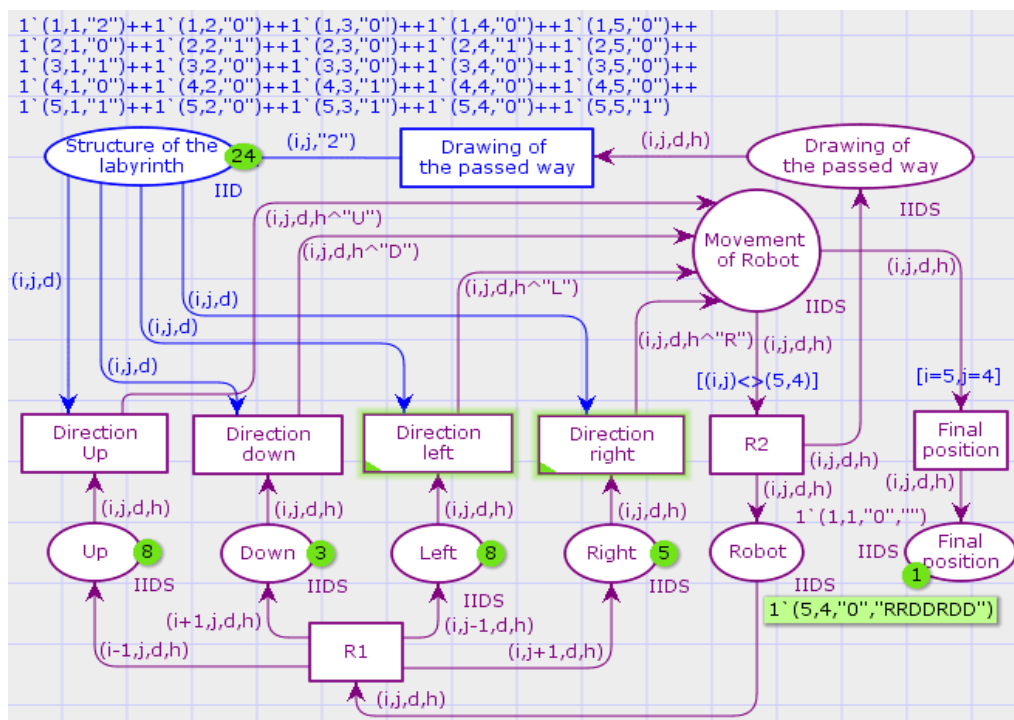 1`(1,1,"2")++1`(1,2,"0")++1`(1,3,"0")++1`(1,4,"0")++1`(1,5,"0")++
1`(2,1,"0")++1`(2,2,"1")++1`(2,3,"0")++1`(2,4,"1")++1`(2,5,"0")++
1`(3,1,"1")++1`(3,2,"0")++1`(3,3,"0")++1`(3,4,"0")++1`(3,5,"0")++
1`(4,1,"0")++1`(4,2,"0")++1`(4,3,"1")++1`(4,4,"0")++1`(4,5,"0")++
1`(5,1,"1")++1`(5,2,"0")++1`(5,3,"1")++1`(5,4,"0")++1`(5,5,"1")
Structure of the
labyrinth
24
IID
(i,j,"2")
Drawing of
the passed way
(i,j,d,h)
Drawing of
the passed way
IIDS
(i,j,d,h^"U")
(i,j,d,h^"D")
(i,j,d,h^"L")
(i,j,d,h^"R")
Movement
of Robot
IIDS
(i,j,d,h)
(i,j,d)
(i,j,d)
(i,j,d)
(i,j,d)
(i,j,d,h)
[(i,j)<>(5,4)]
[i=5,j=4]
Direction
Up
Direction
down
Direction
left
Direction
right
R2
Final
position
(i,j,d,h)
(i,j,d,h)
(i,j,d,h)
(i,j,d,h)
(i,j,d,h)
(i,j,d,h)
(i,j,d,h)
1`(1,1,"0","")
Up
8
IIDS
Down
3
IIDS
Left
8
IIDS
Right
5
IIDS
Robot
IIDS
IIDS
Final
position
1
1`(5,4,"0","RRDDRDD")
(i-1,j,d,h)
(i+1,j,d,h)
(i,j-1,d,h)
(i,j+1,d,h)
R1
(i,j,d,h)